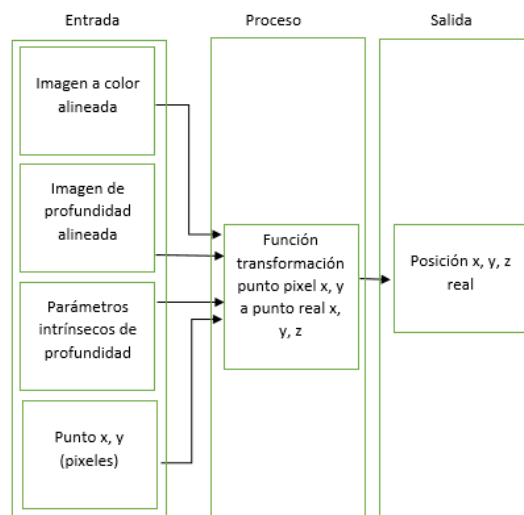 Entrada
Proceso
Salida
Imagen a color
alineada
Imagen de
profundidad
alineada
Parámetros
intrínsecos de
profundidad
Punto x, y
(pixeles)
Función
transformación
punto pixel x, y
a punto real x,
y, z
Posición x, y, z
real